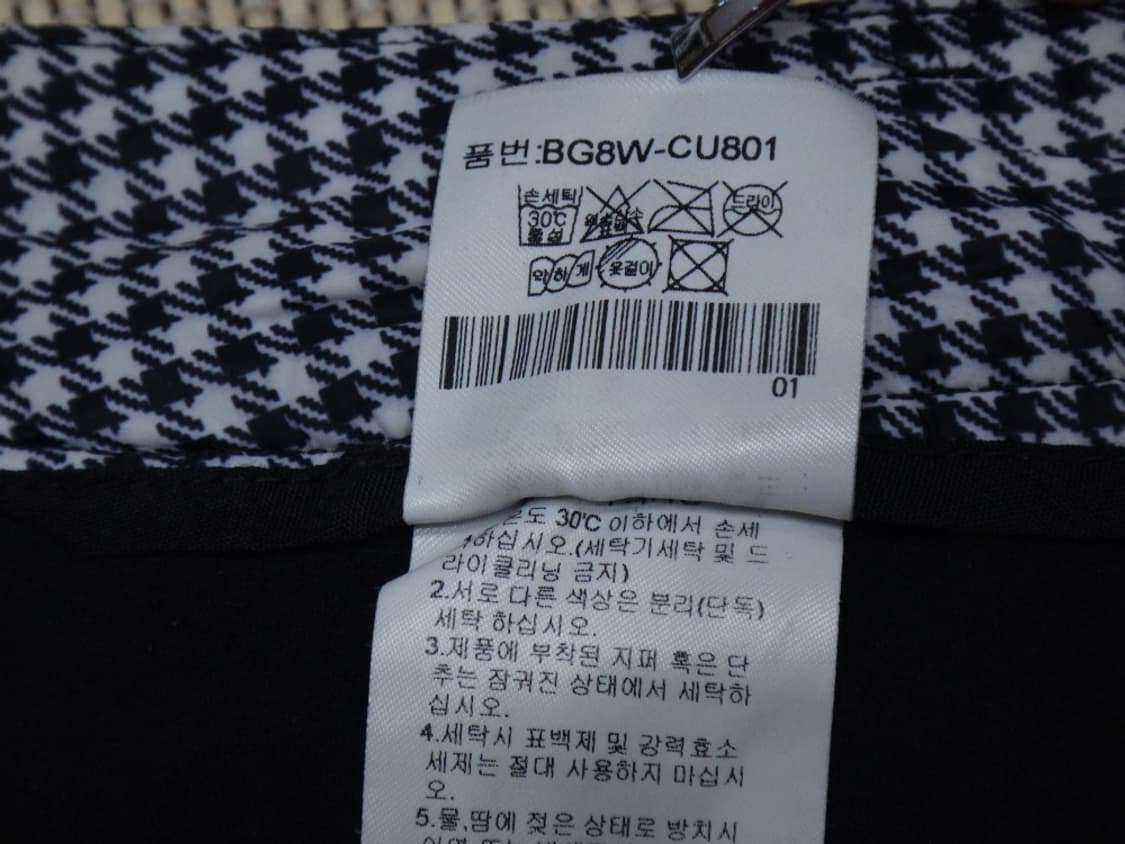 품번:BG8W-CU801
손세탁
30℃
드라이
약하게 옷걸이
01
온도 30℃ 이하에서 손세
하십시오.(세탁기세탁 및 드
라이클리닝 금지)
2.서로 다른 색상은 분리(단독)
세탁 하십시오.
3.제품에 부착된 지퍼 혹은 단
추는 잠궈진 상태에서 세탁하
십시오.
4.세탁시 표백제 및 강력효소
세제는 절대 사용하지 마십시
오.
5.물,땀에 젖은 상태로 방치시